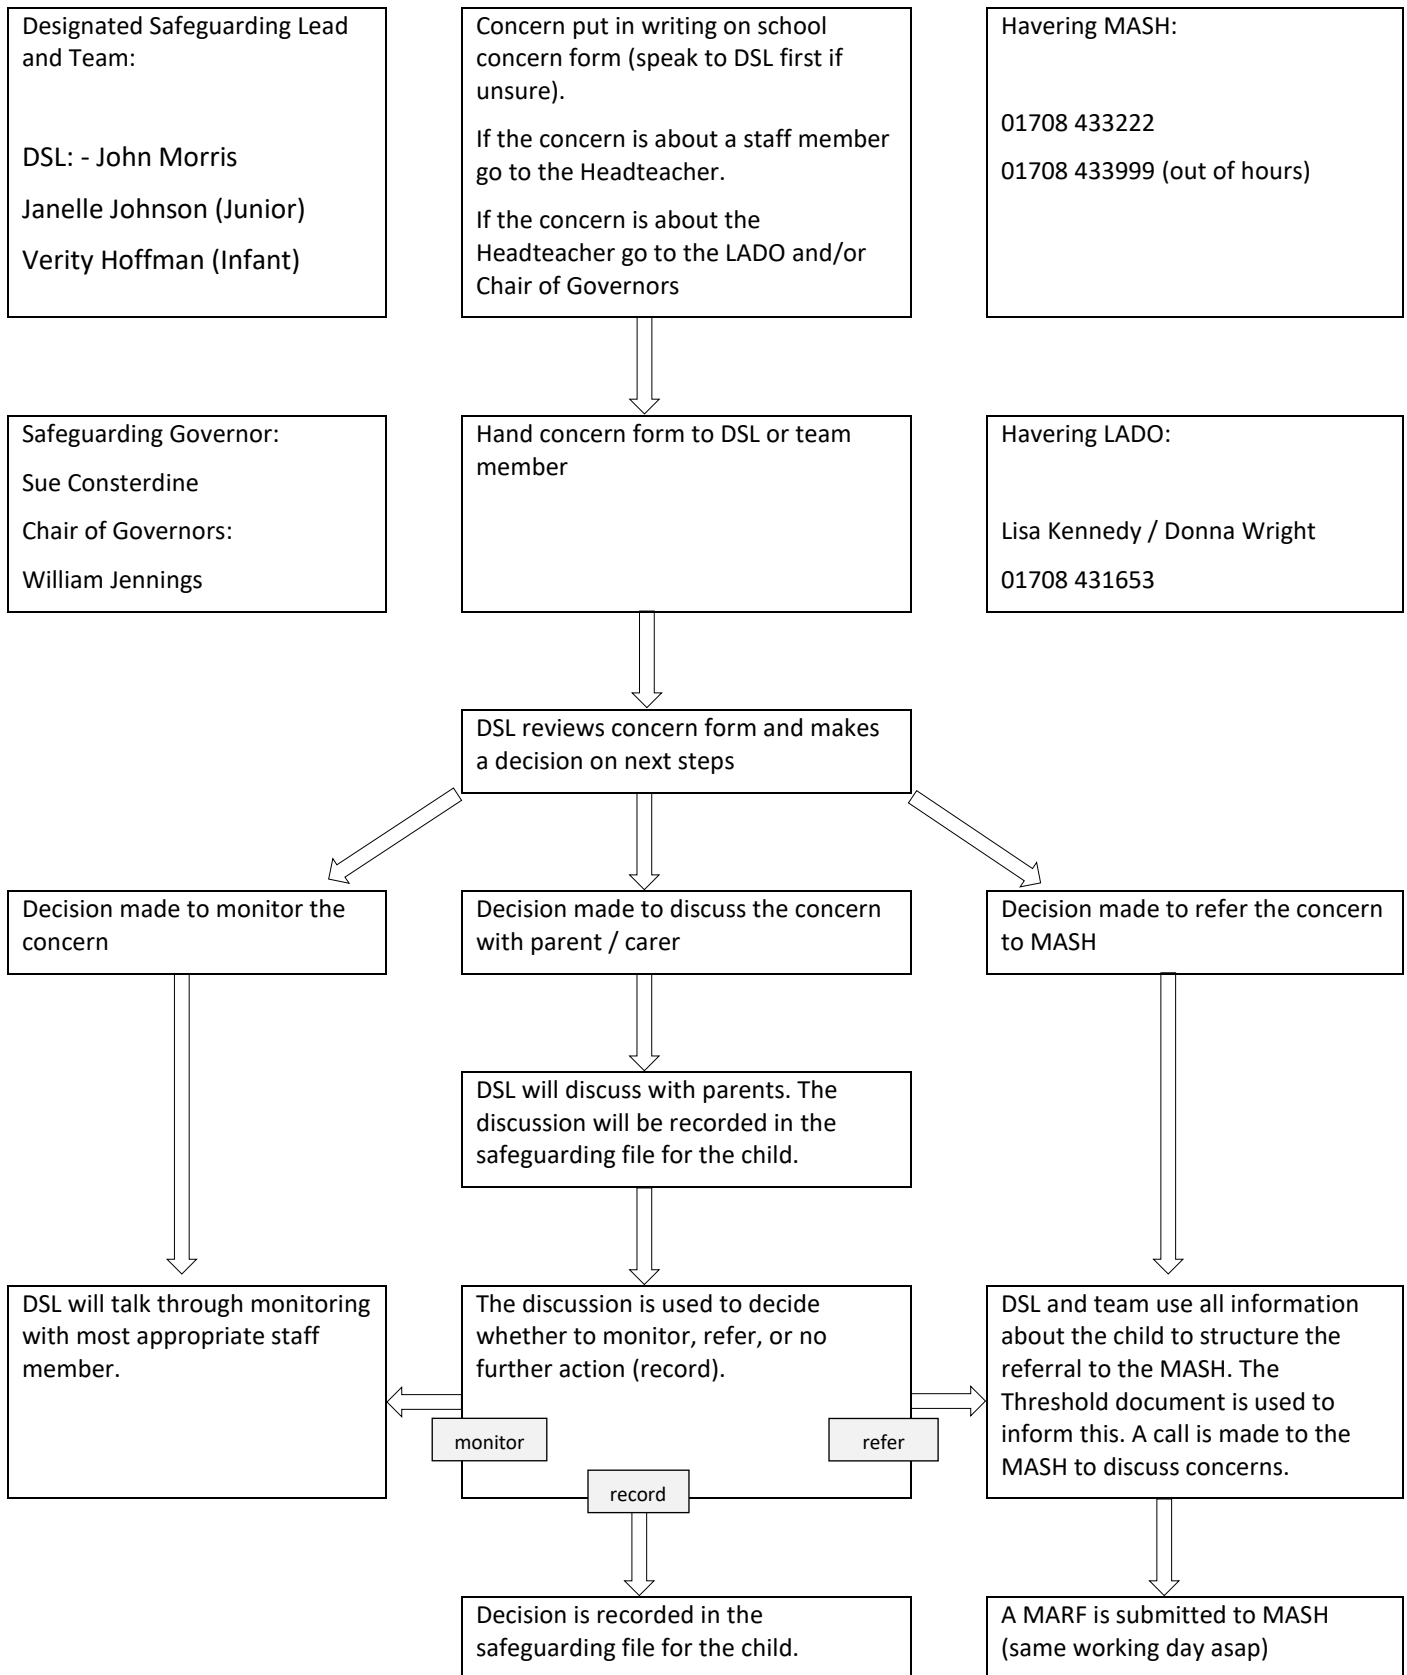 Designated Safeguarding Lead
and Team:
DSL: - John Morris
Janelle Johnson (Junior)
Verity Hoffman (Infant)
Concern put in writing on school
concern form (speak to DSL first if
unsure).
If the concern is about a staff member
go to the Headteacher.
If the concern is about the
Headteacher go to the LADO and/or
Chair of Governors
Havering MASH:
01708 433222
01708 433999 (out of hours)
Safeguarding Governor:
Sue Consterdine
Chair of Governors:
William Jennings
Hand concern form to DSL or team
member
Havering LADO:
Lisa Kennedy / Donna Wright
01708 431653
DSL reviews concern form and makes
a decision on next steps
Decision made to monitor the
concern
Decision made to discuss the concern
with parent / carer
Decision made to refer the concern
to MASH
DSL will discuss with parents. The
discussion will be recorded in the
safeguarding file for the child.
DSL will talk through monitoring
with most appropriate staff
member.
The discussion is used to decide
whether to monitor, refer, or no
further action (record).
monitor
refer
record
DSL and team use all information
about the child to structure the
referral to the MASH. The
Threshold document is used to
inform this. A call is made to the
MASH to discuss concerns.
Decision is recorded in the
safeguarding file for the child.
A MARF is submitted to MASH
(same working day asap)